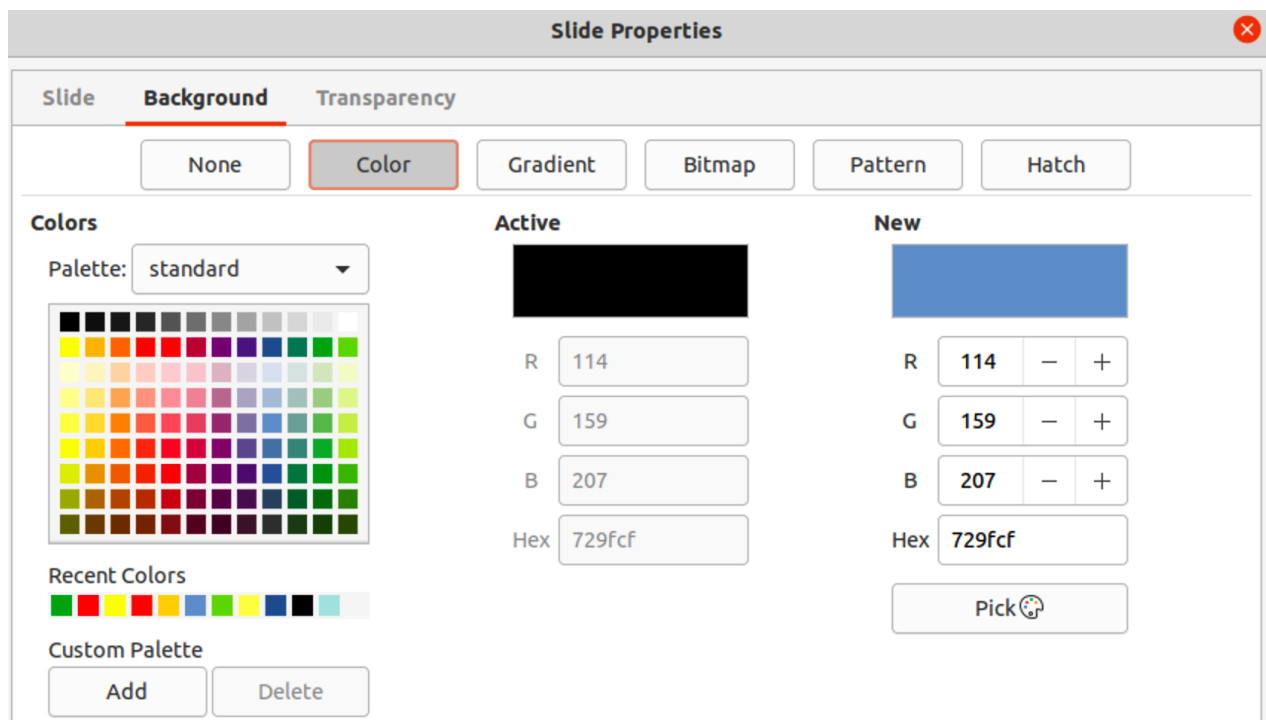 Slide Properties
Slide Background Transparency
None Color Gradient Bitmap Pattern Hatch
Colors Active New
Palette: standard
R 114 R 114 − +
G 159 G 159 − +
B 207 B 207 − +
Hex 729fcf Hex 729fcf
Recent Colors
Pick
Custom Palette
Add Delete